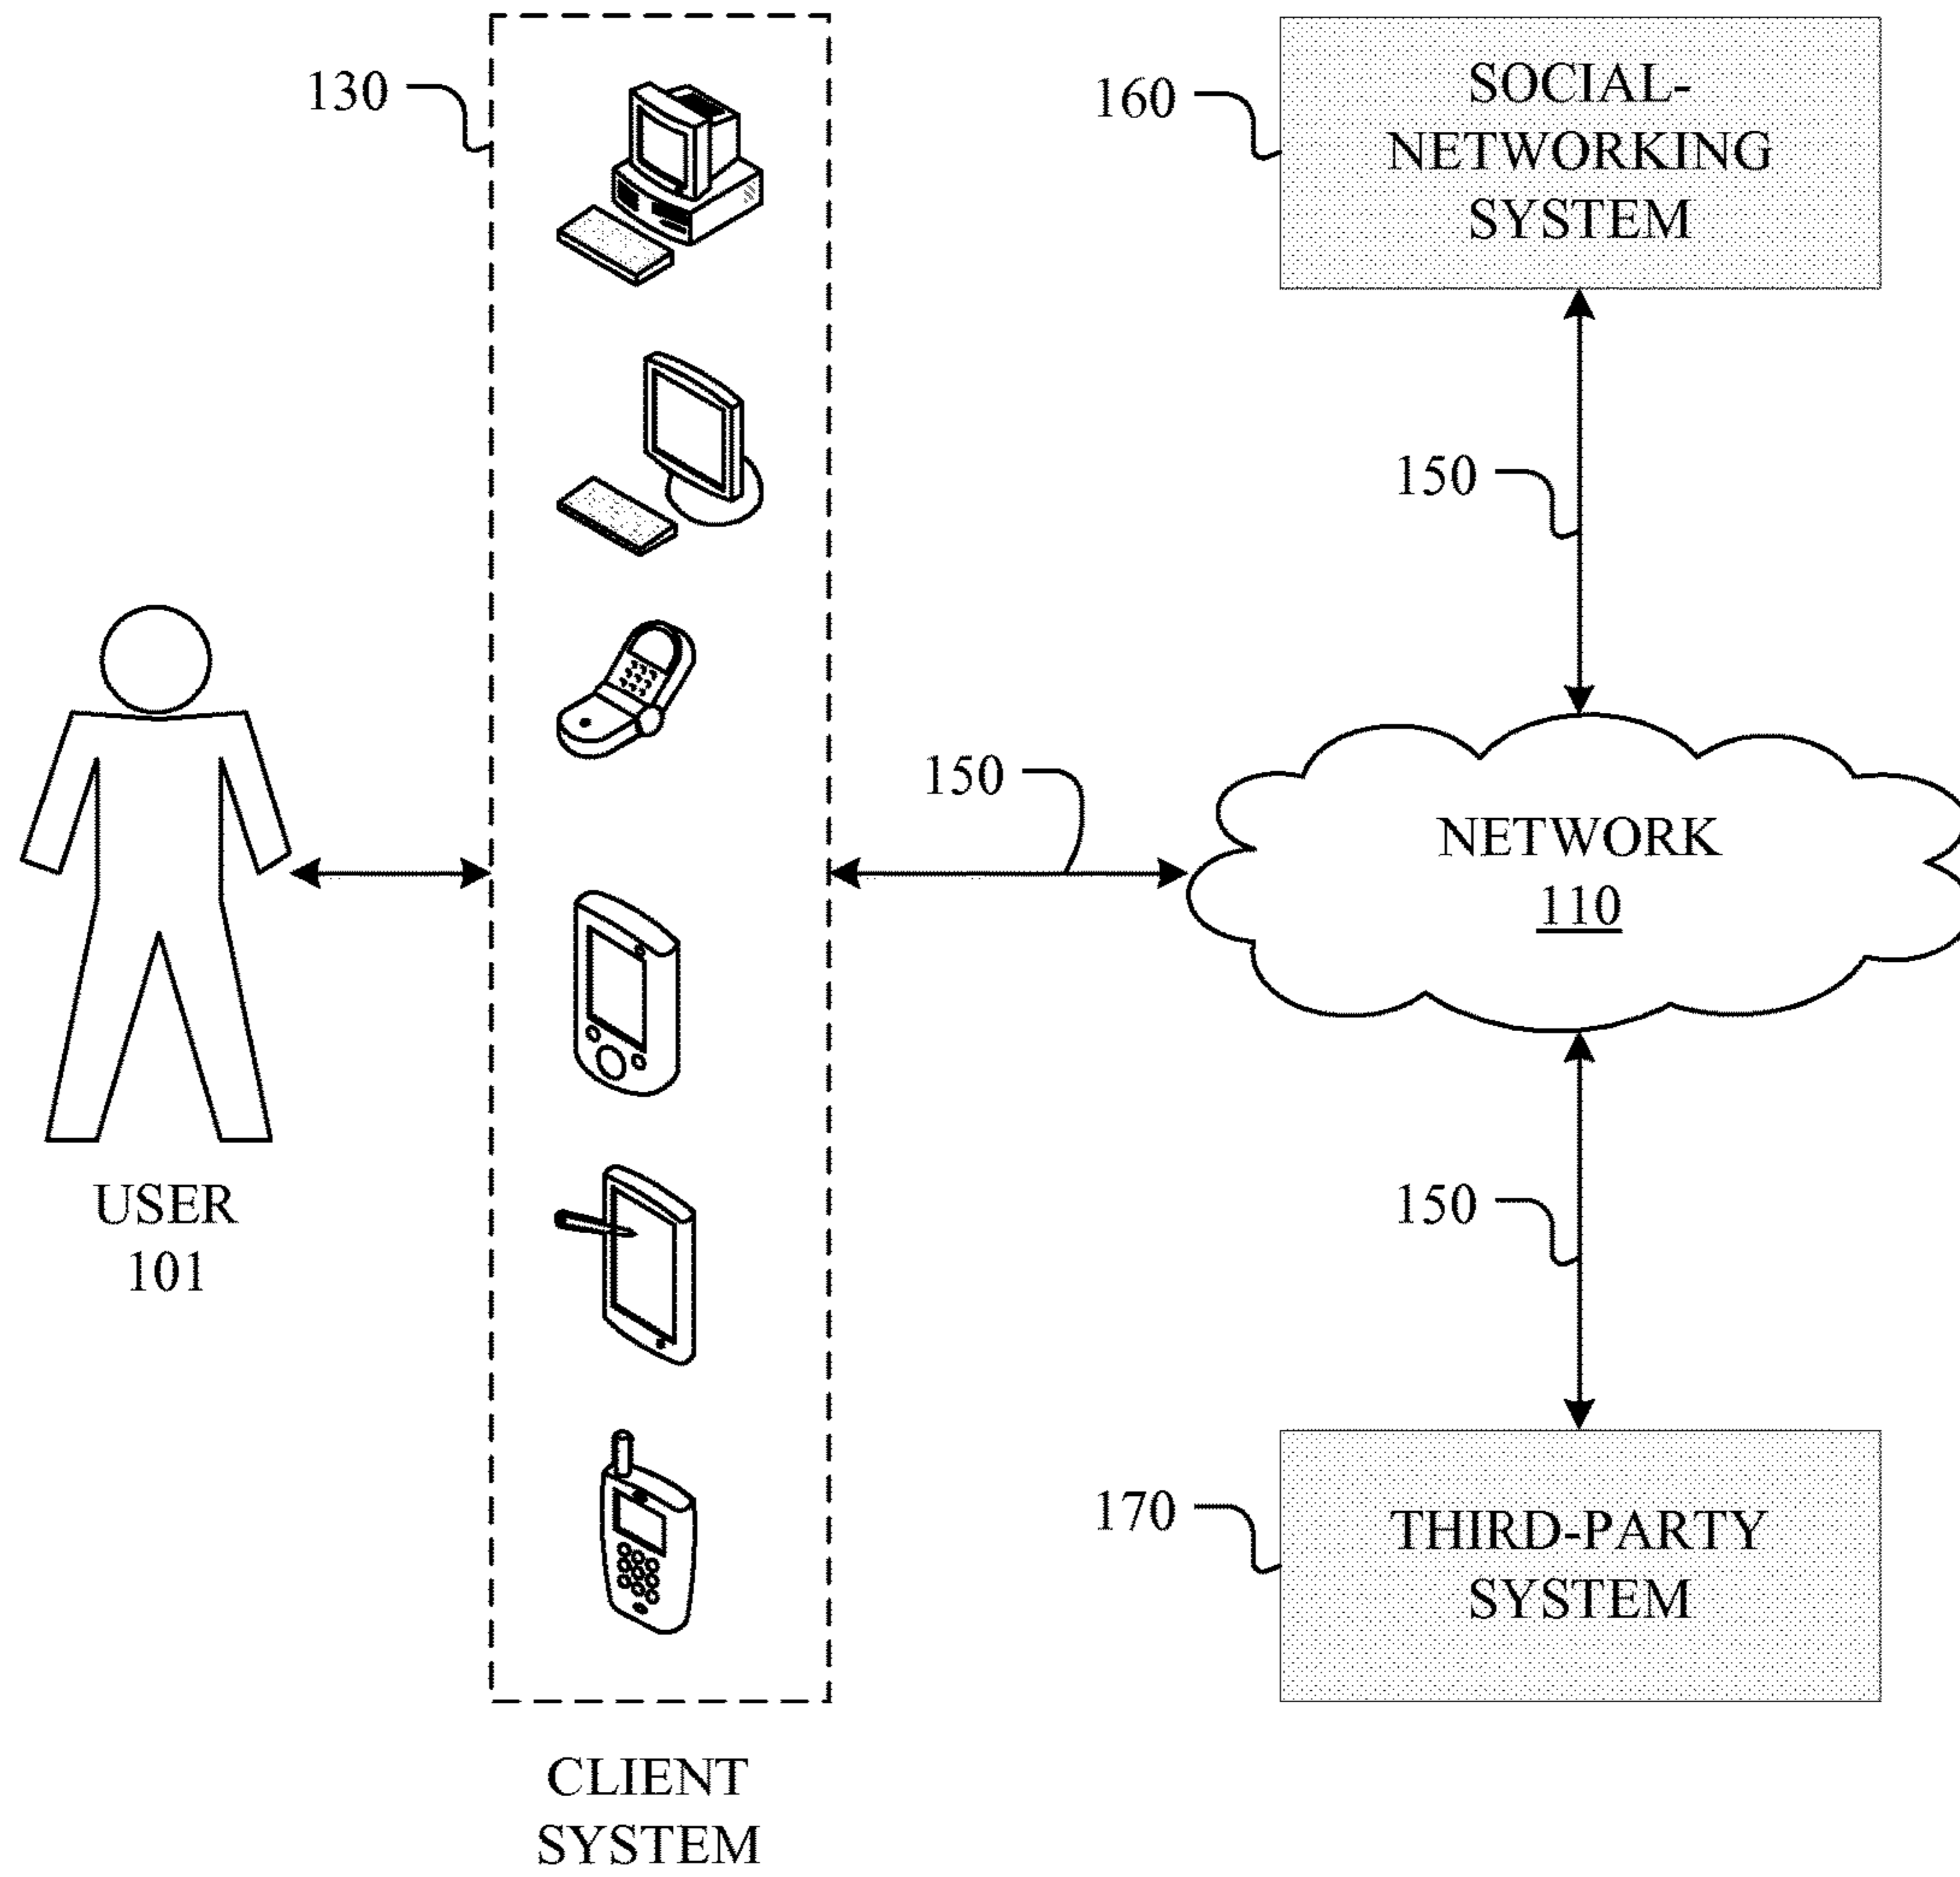 130
160
SOCIAL-
NETWORKING
SYSTEM
150
150
NETWORK
110
USER
101
150
170
THIRD-PARTY
SYSTEM
CLIENT
SYSTEM